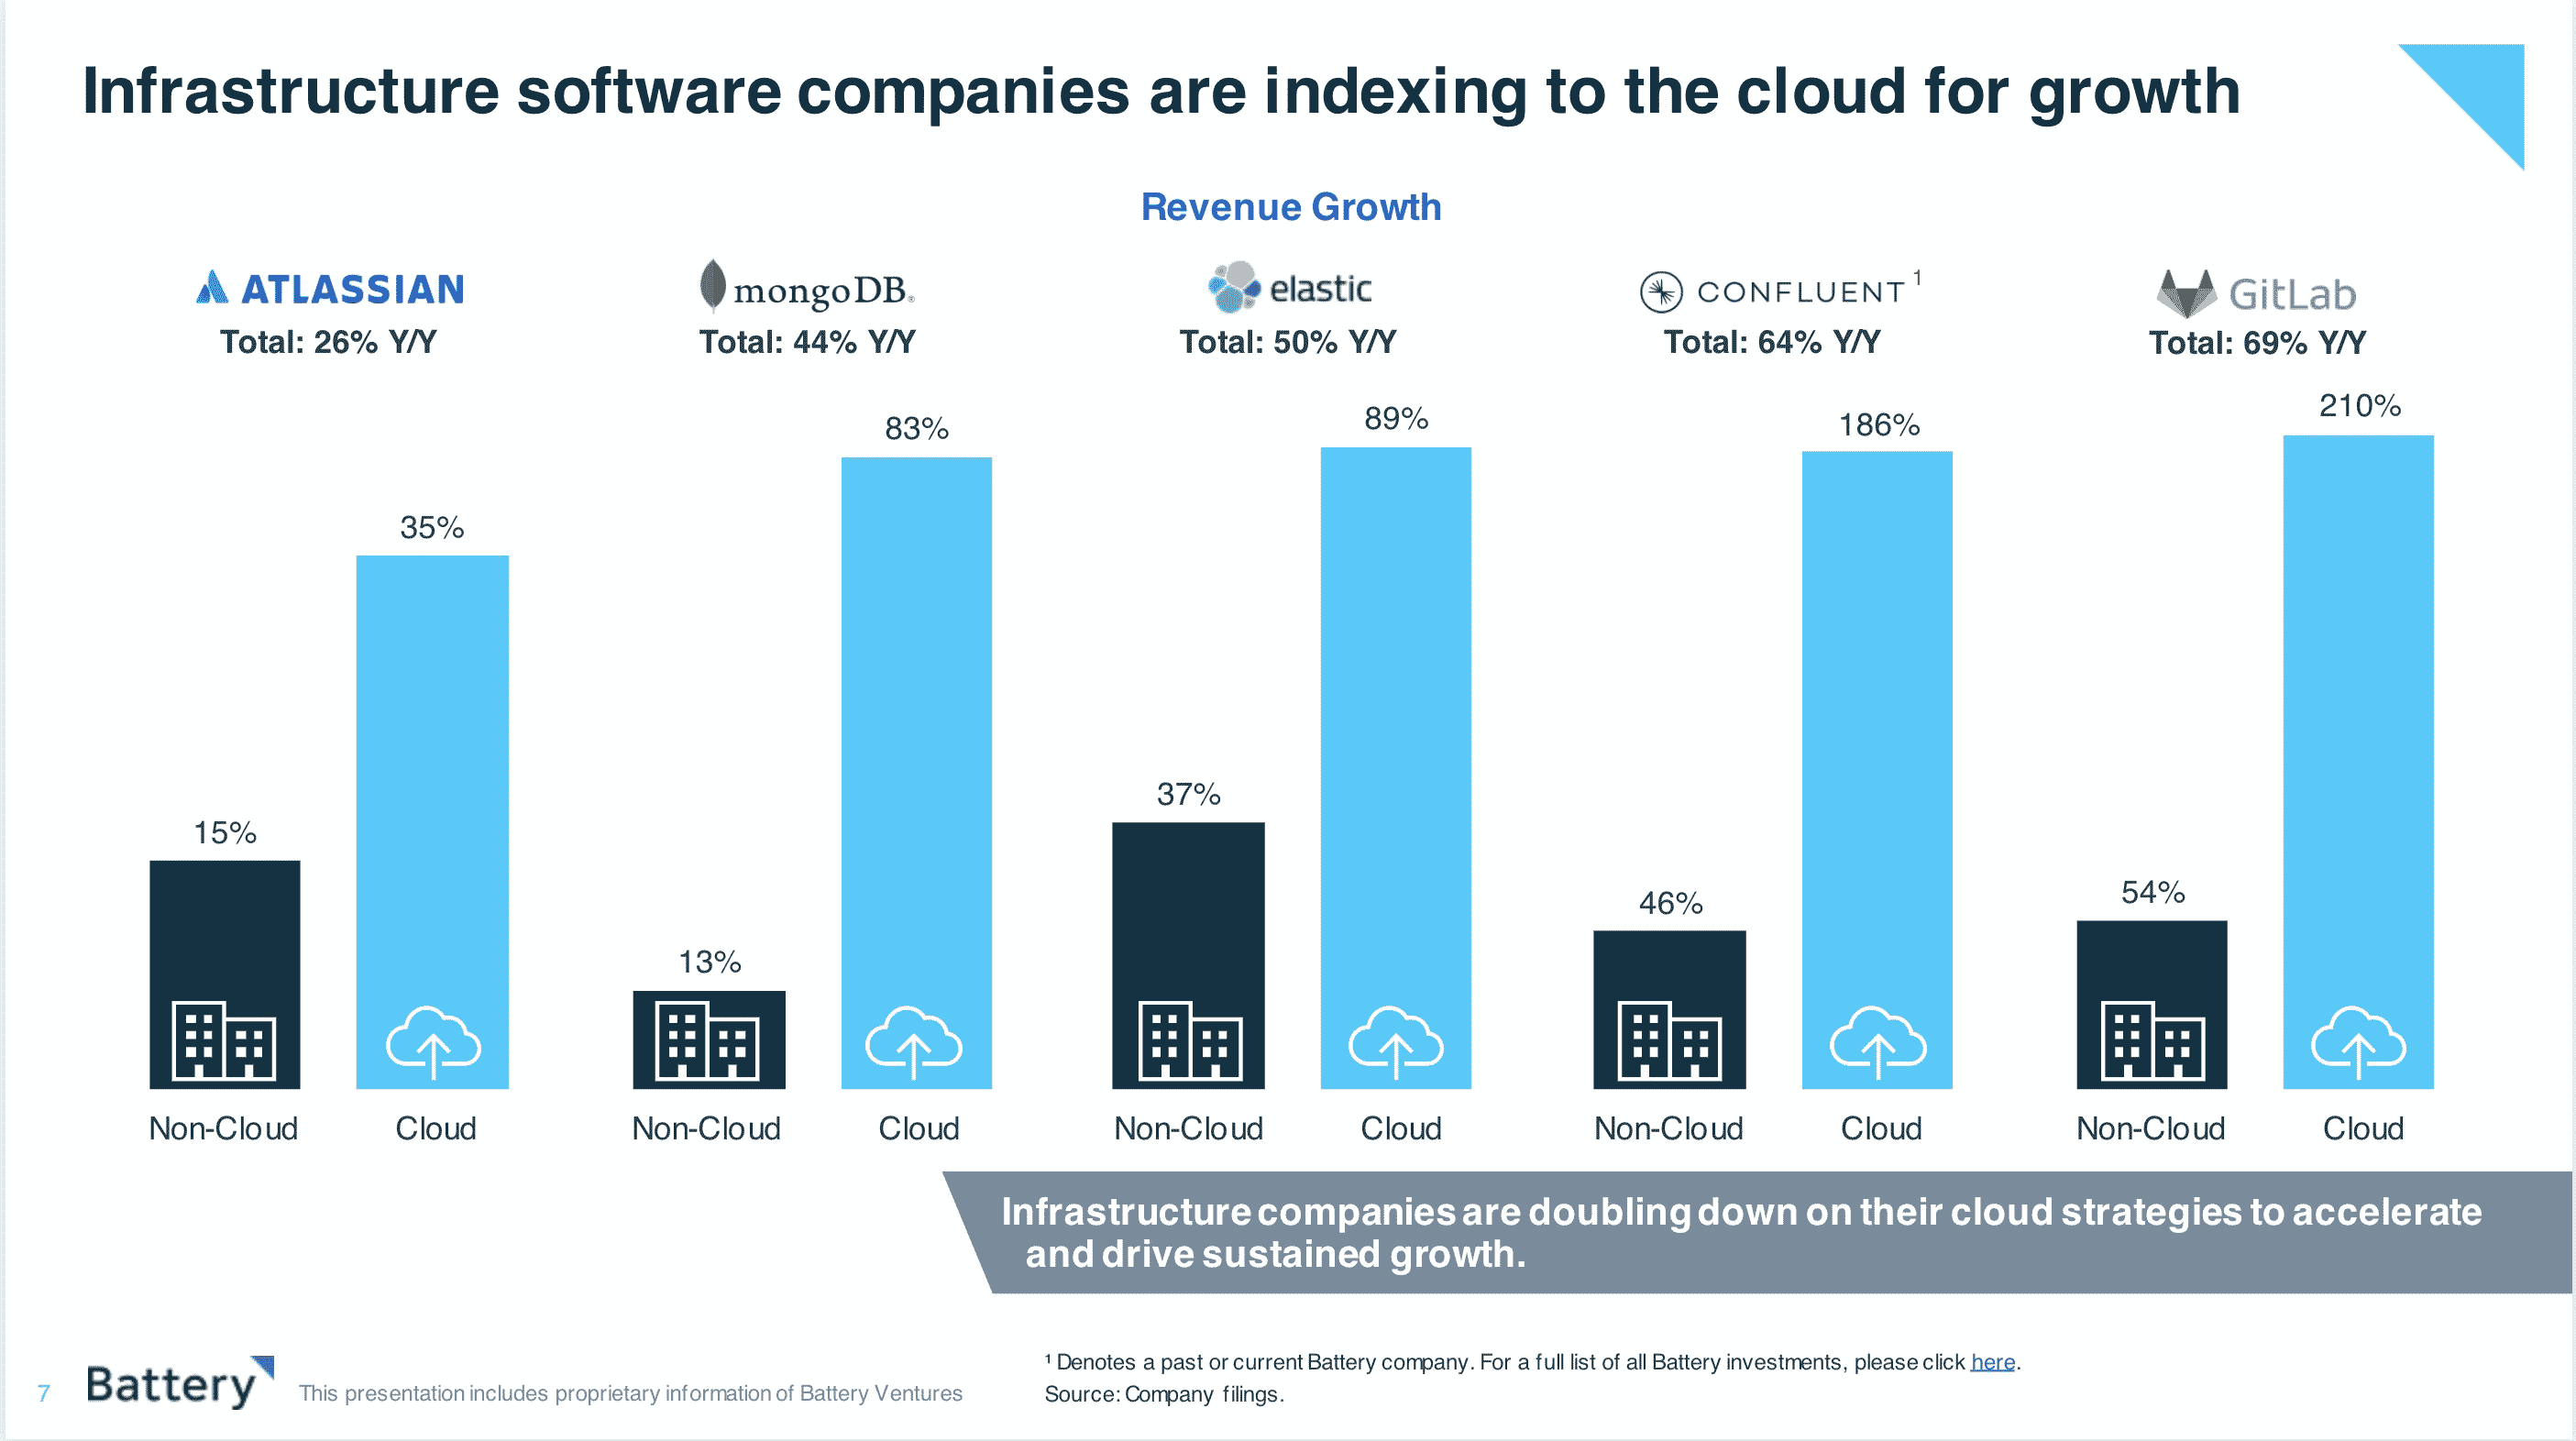 Infrastructure software companies are indexing to the cloud for growth
Revenue Growth
ATLASSIAN
Total: 26% Y/Y
mongoDB®
Total: 44% Y/Y
elastic
Total: 50% Y/Y
CONFLUENT ¹
Total: 64% Y/Y
GitLab
Total: 69% Y/Y
15%
35%
13%
83%
37%
89%
46%
186%
54%
210%
Non-Cloud
Cloud
Non-Cloud
Cloud
Non-Cloud
Cloud
Non-Cloud
Cloud
Non-Cloud
Cloud
Infrastructure companies are doubling down on their cloud strategies to accelerate
and drive sustained growth.
¹ Denotes a past or current Battery company. For a full list of all Battery investments, please click here.
Source: Company filings.
7
Battery
This presentation includes proprietary information of Battery Ventures